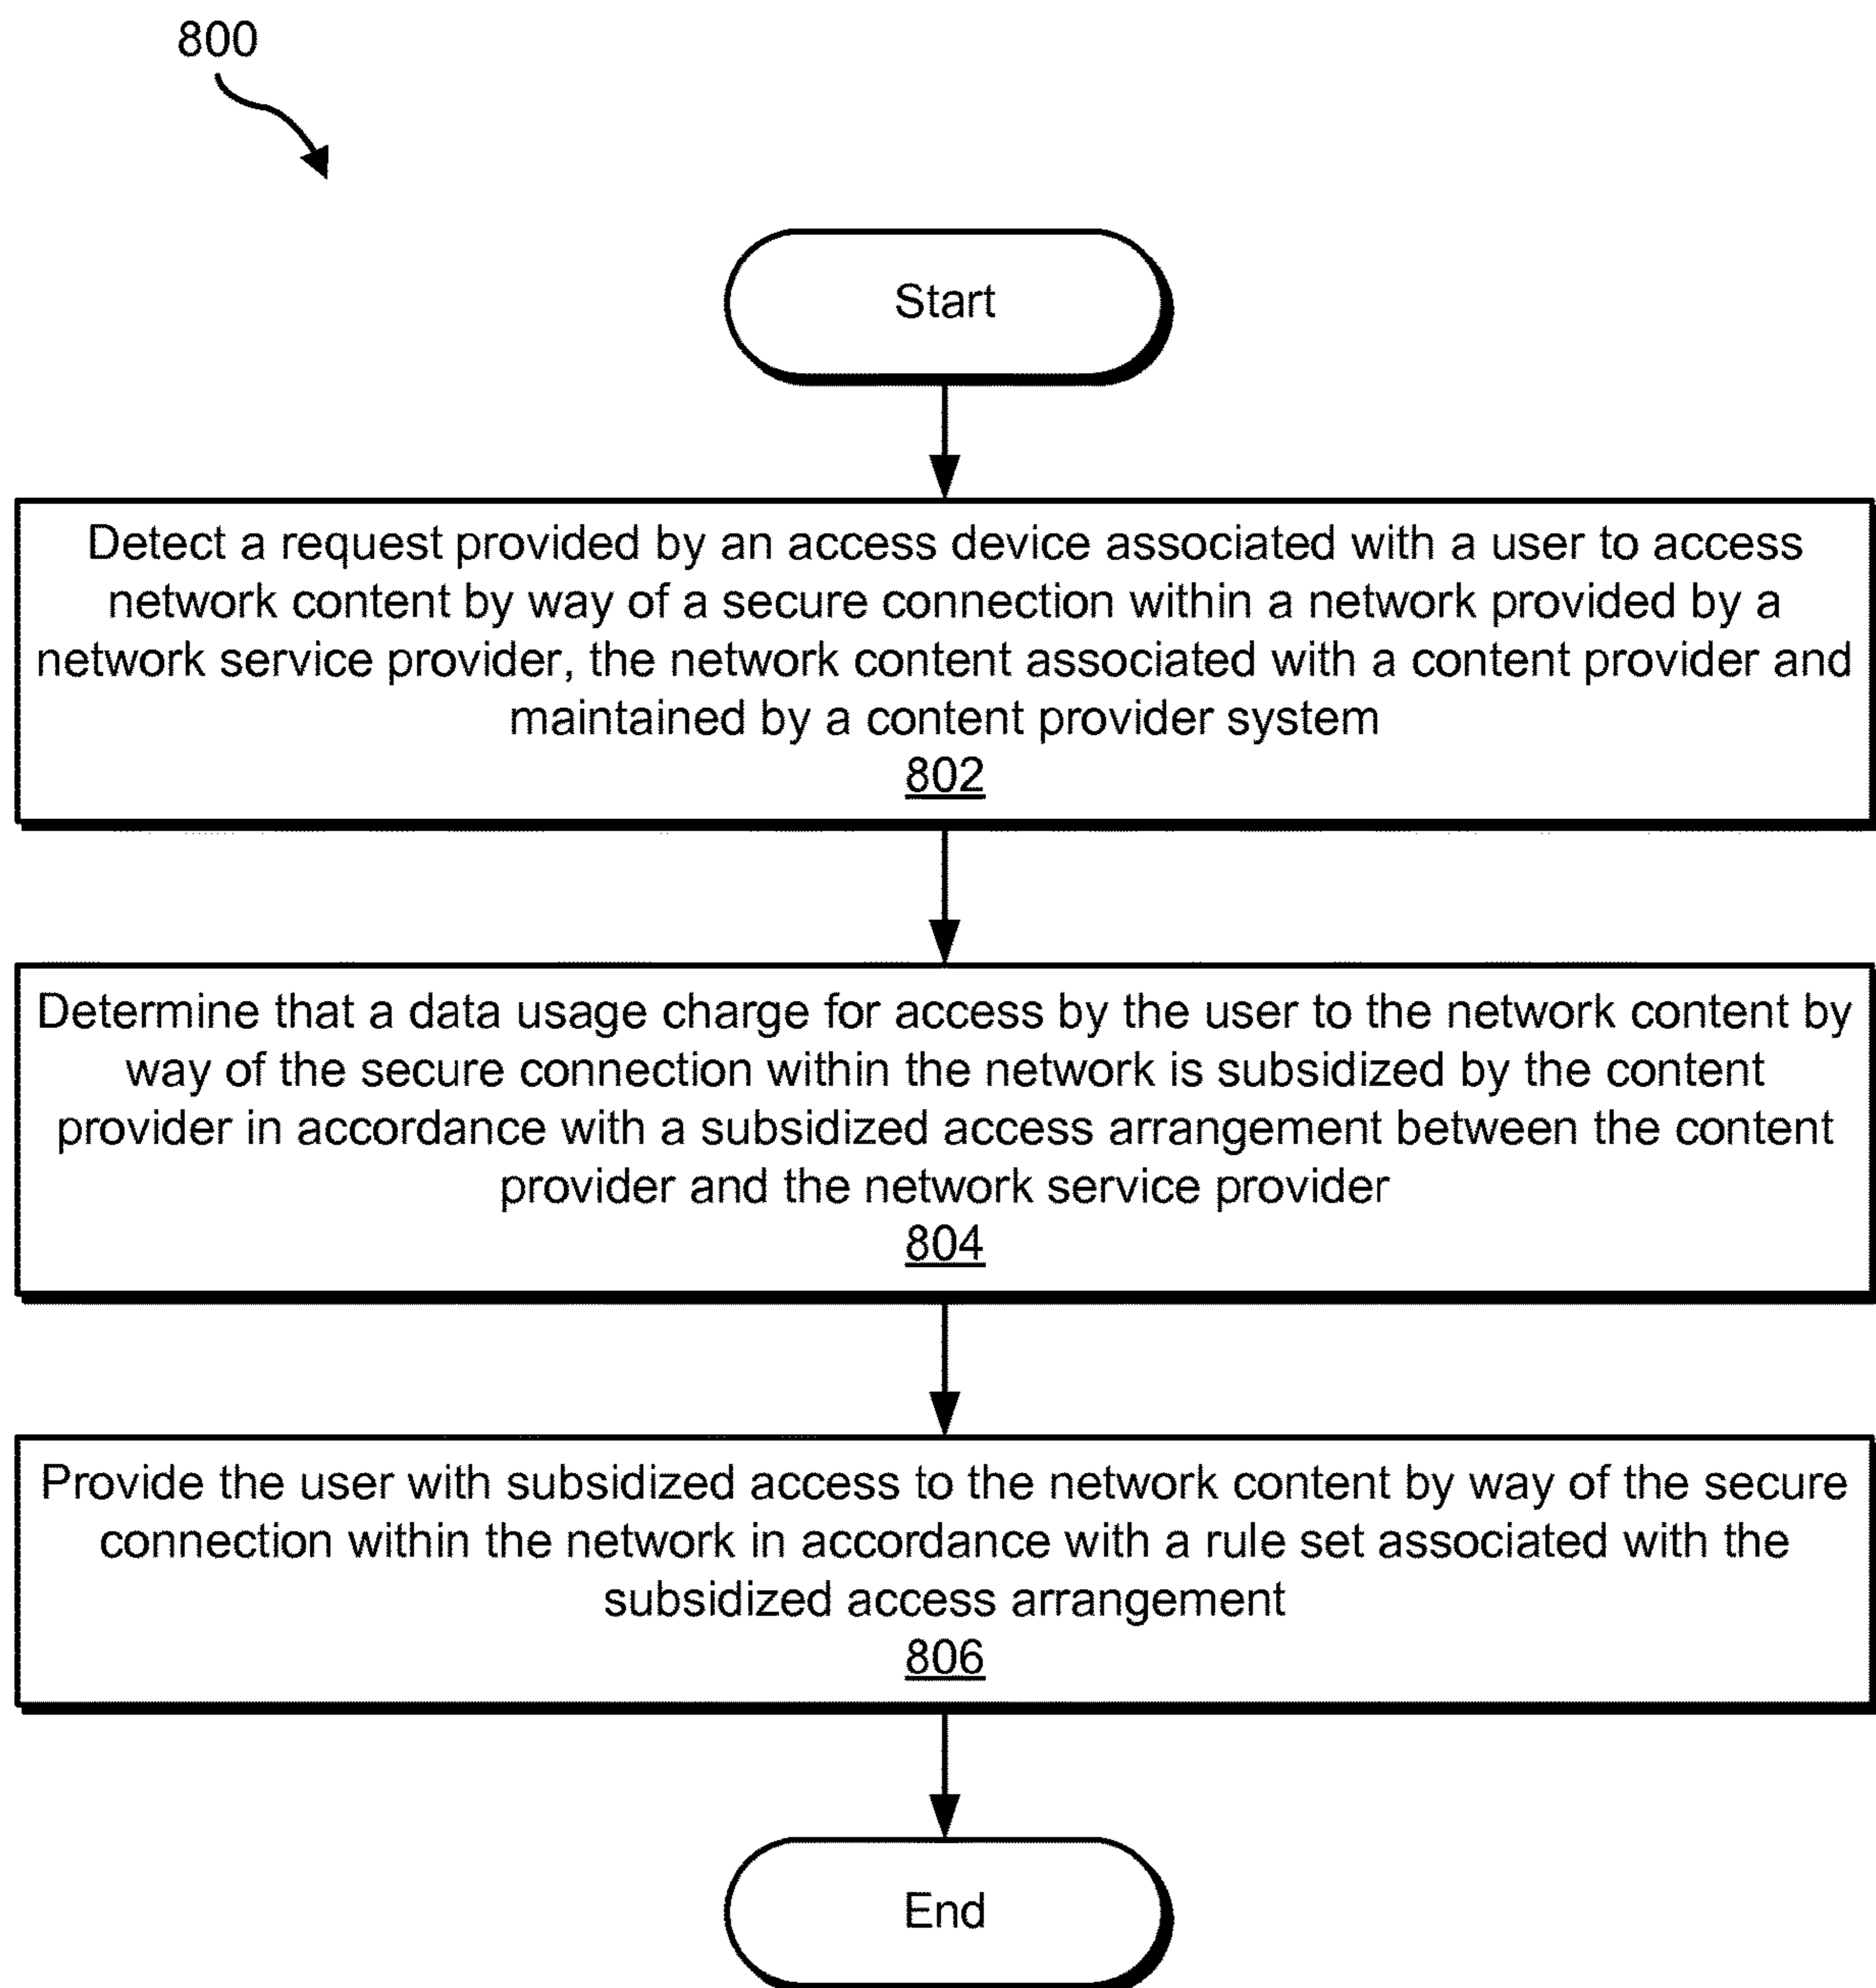 800
Start
Detect a request provided by an access device associated with a user to access
network content by way of a secure connection within a network provided by a
network service provider, the network content associated with a content provider and
maintained by a content provider system
802
Determine that a data usage charge for access by the user to the network content by
way of the secure connection within the network is subsidized by the content
provider in accordance with a subsidized access arrangement between the content
provider and the network service provider
804
Provide the user with subsidized access to the network content by way of the secure
connection within the network in accordance with a rule set associated with the
subsidized access arrangement
806
End